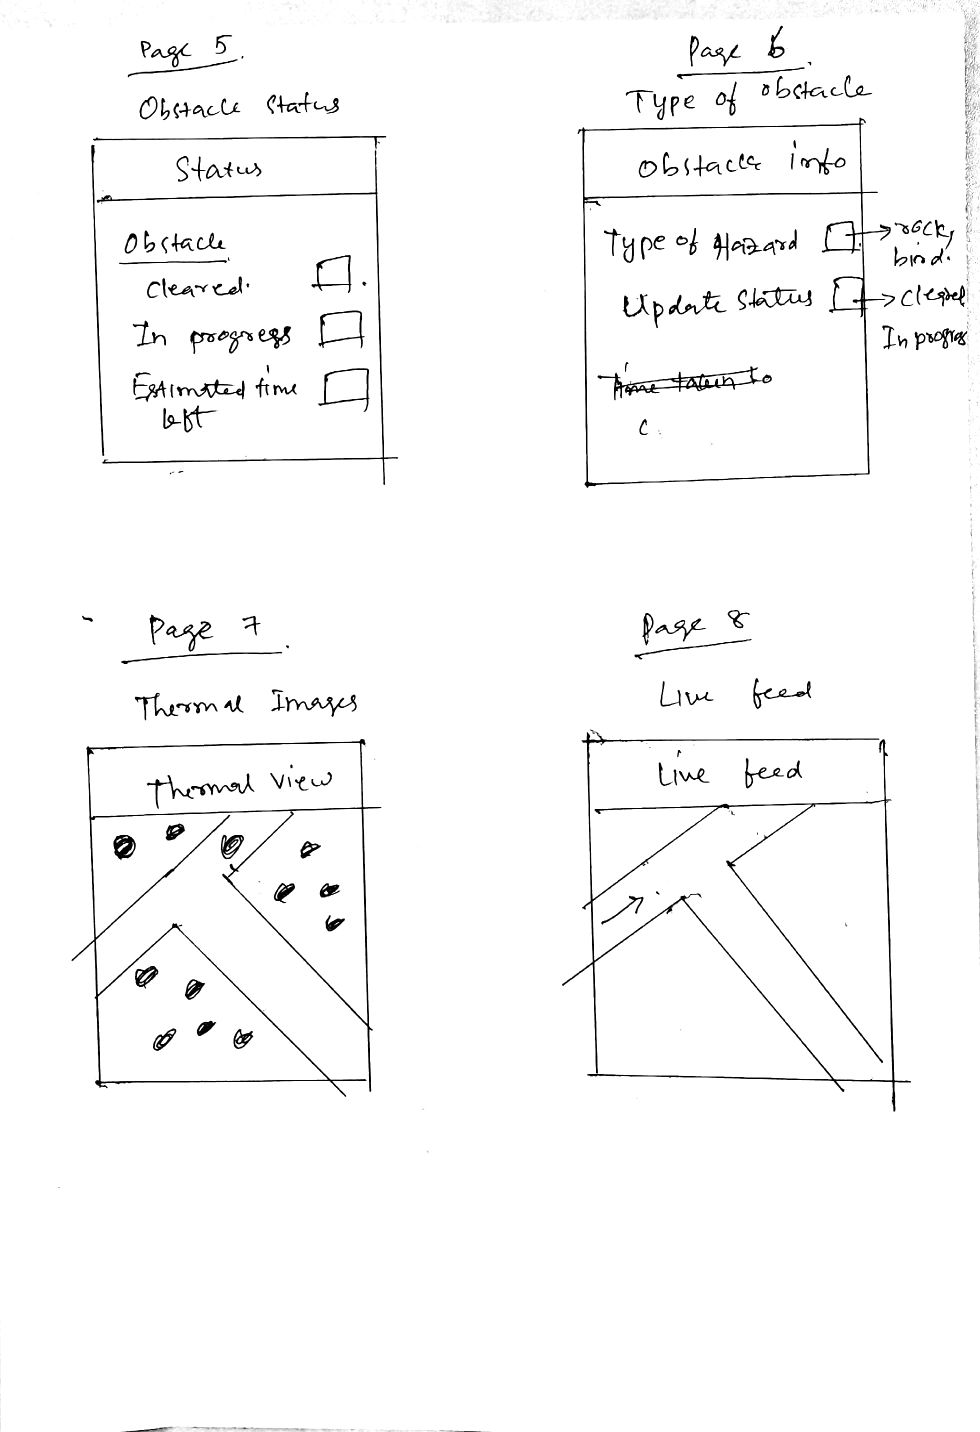 Page 5.
Obstacle Status
Status
Obstacle
Cleared.
In progress
Estimated time
left
Page 6.
Type of obstacle
Obstacle info
Type of Hazard → rock,
bird.
Update Status → Cleared
In progres
Time taken to
C
Page 7.
Thermal Images
Thermal view
Page 8
Live feed
Live feed